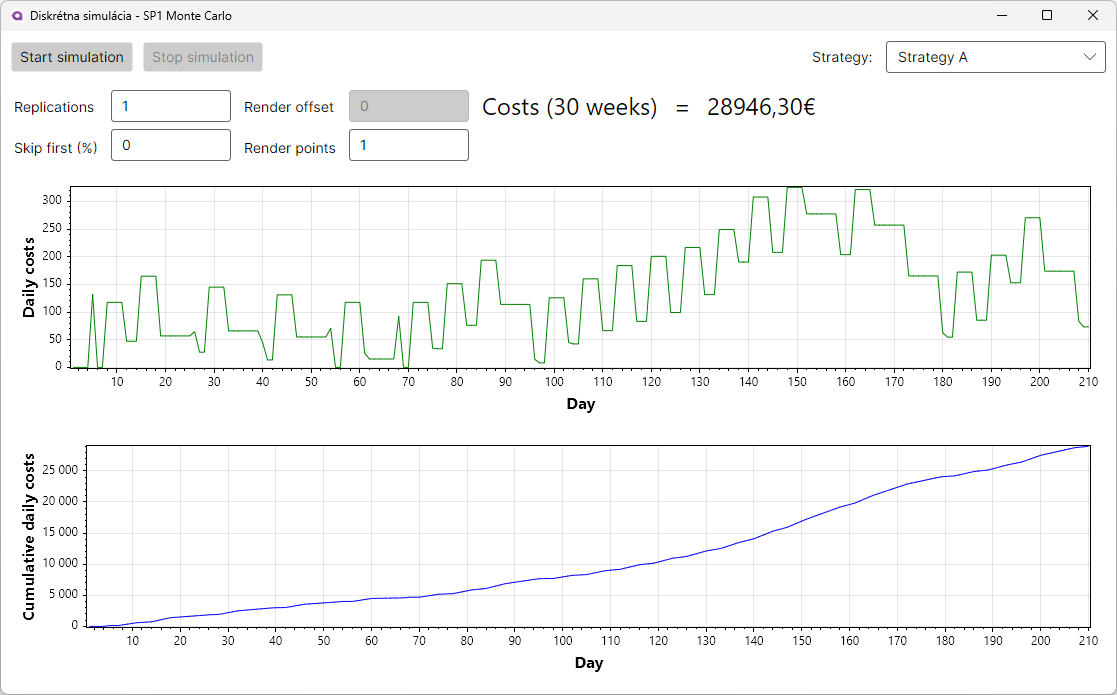 Diskrétna simulácia - SP1 Monte Carlo
Start simulation Stop simulation Strategy: Strategy A
Replications 1 Render offset 0 Costs (30 weeks) = 28946,30€
Skip first (%) 0 Render points 1
Daily costs
300
250
200
150
100
50
0
10 20 30 40 50 60 70 80 90 100 110 120 130 140 150 160 170 180 190 200 210
Day
Cumulative daily costs
25 000
20 000
15 000
10 000
5 000
0
10 20 30 40 50 60 70 80 90 100 110 120 130 140 150 160 170 180 190 200 210
Day